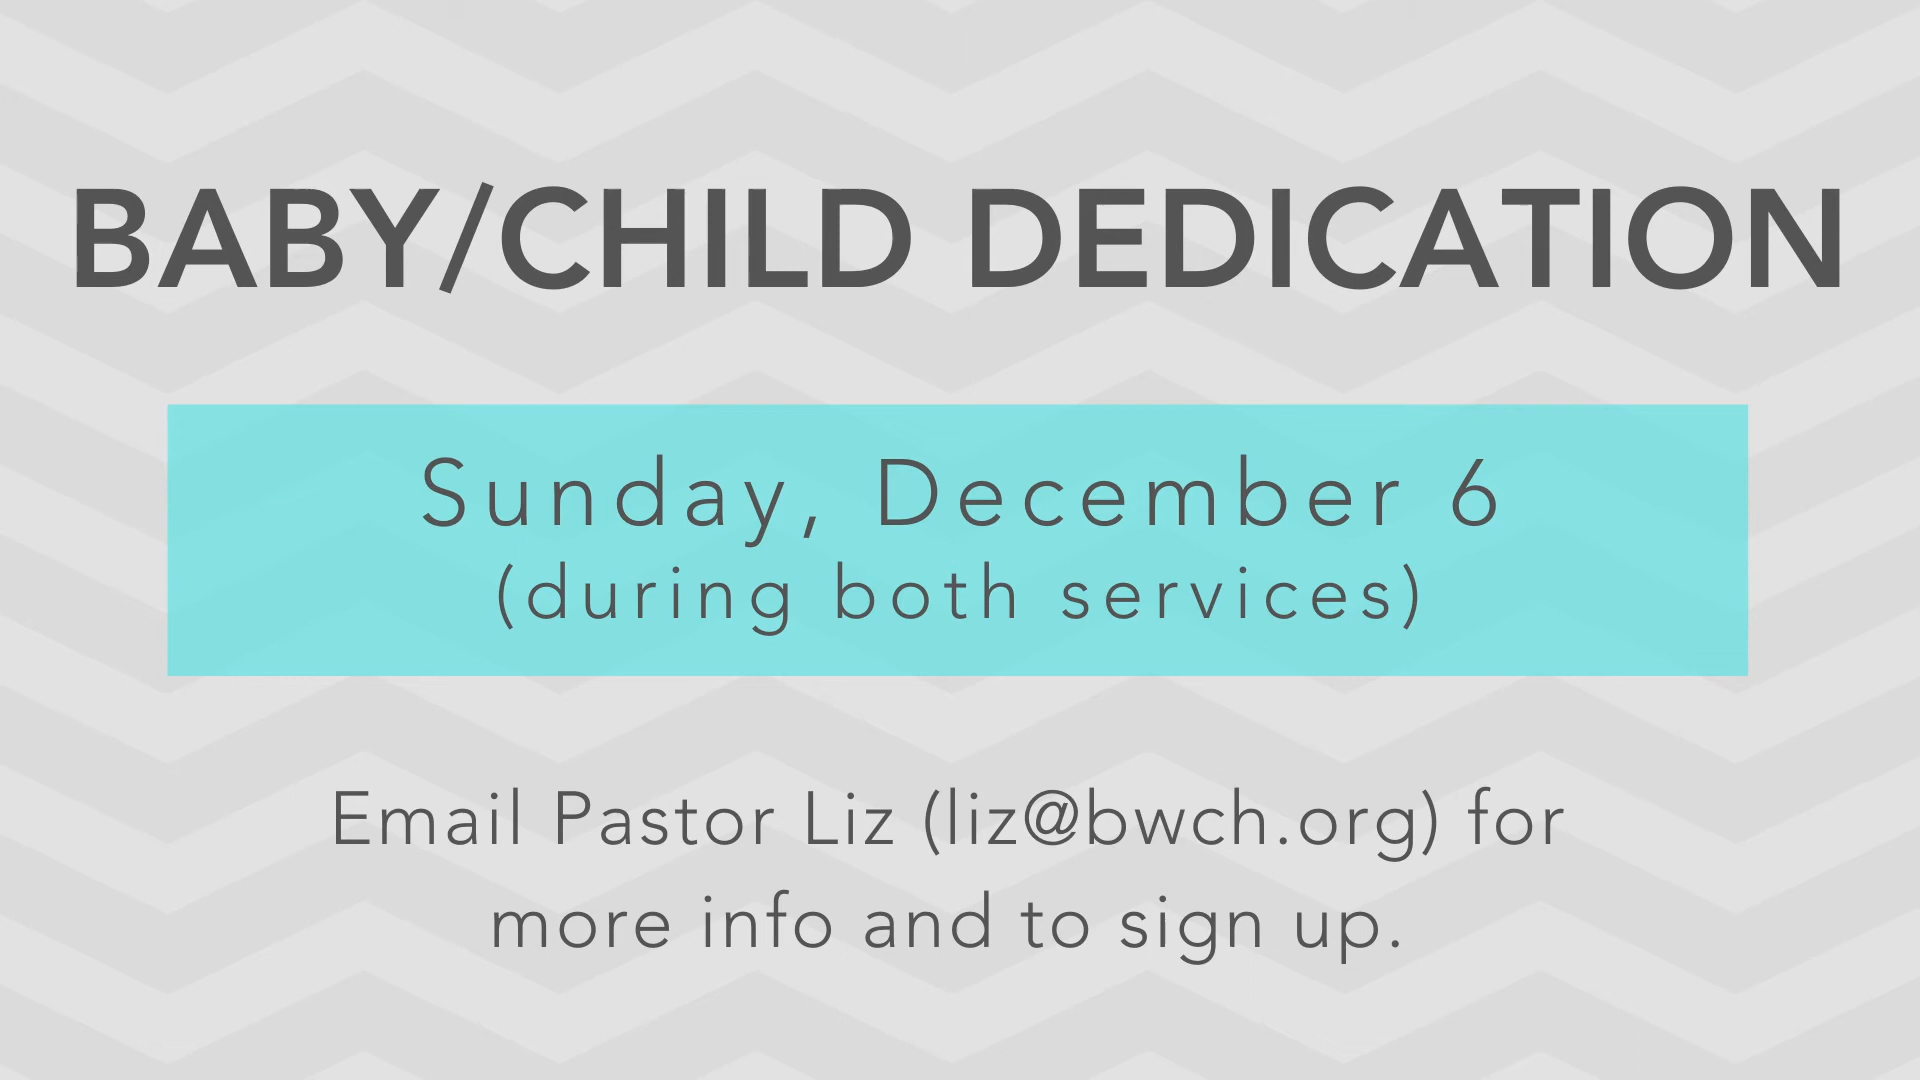 BABY/CHILD DEDICATION
Sunday, December 6
(during both services)
Email Pastor Liz (liz@bwch.org) for
more info and to sign up.